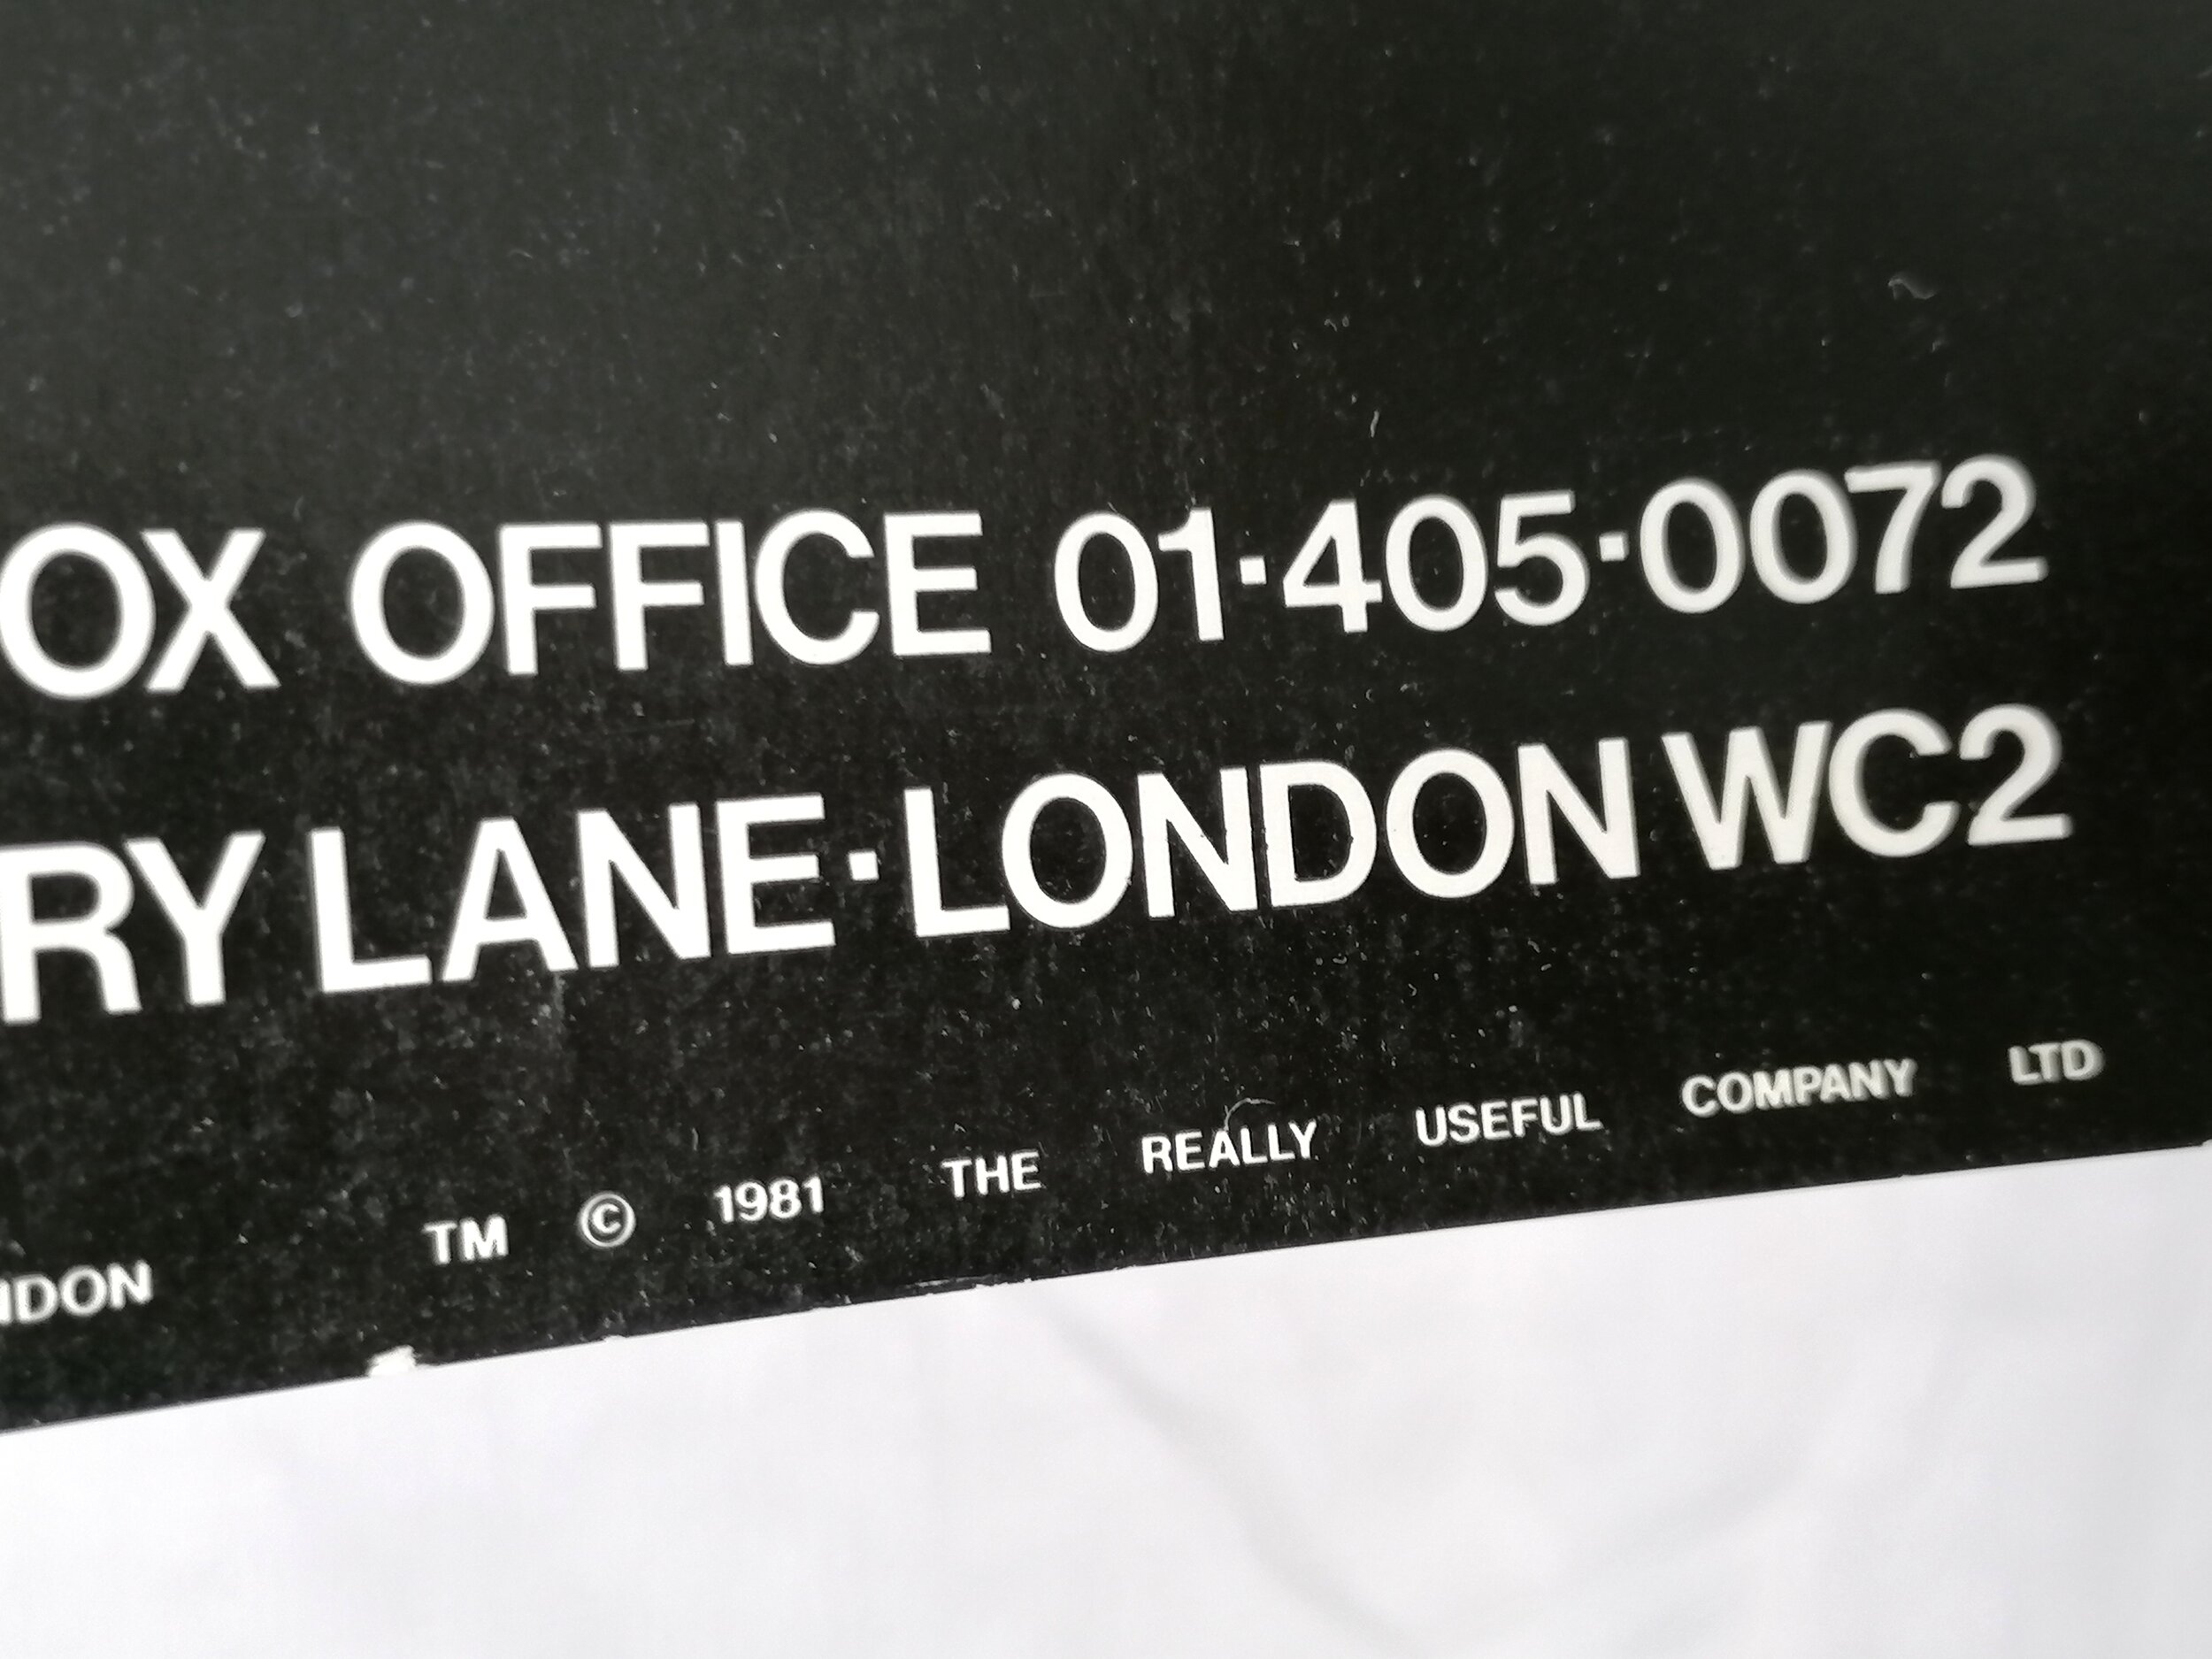 OX OFFICE 01·405·0072
RY LANE·LONDON WC2
NDON TM © 1981 THE REALLY USEFUL COMPANY LTD